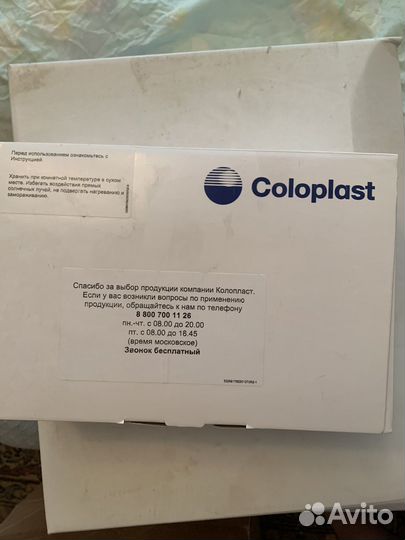 Перед использованием ознакомьтесь с
Инструкцией.
Хранить при комнатной температуре в сухом
месте. Избегать воздействия прямых
солнечных лучей, не подвергать нагреванию и
замораживанию.
Coloplast
Спасибо за выбор продукции компании Колопласт.
Если у вас возникли вопросы по применению
продукции, обращайтесь к нам по телефону
8 800 700 11 26
пн.-чт. с 08.00 до 20.00
пт. с 08.00 до 16.45
(время московское)
Звонок бесплатный
Avito